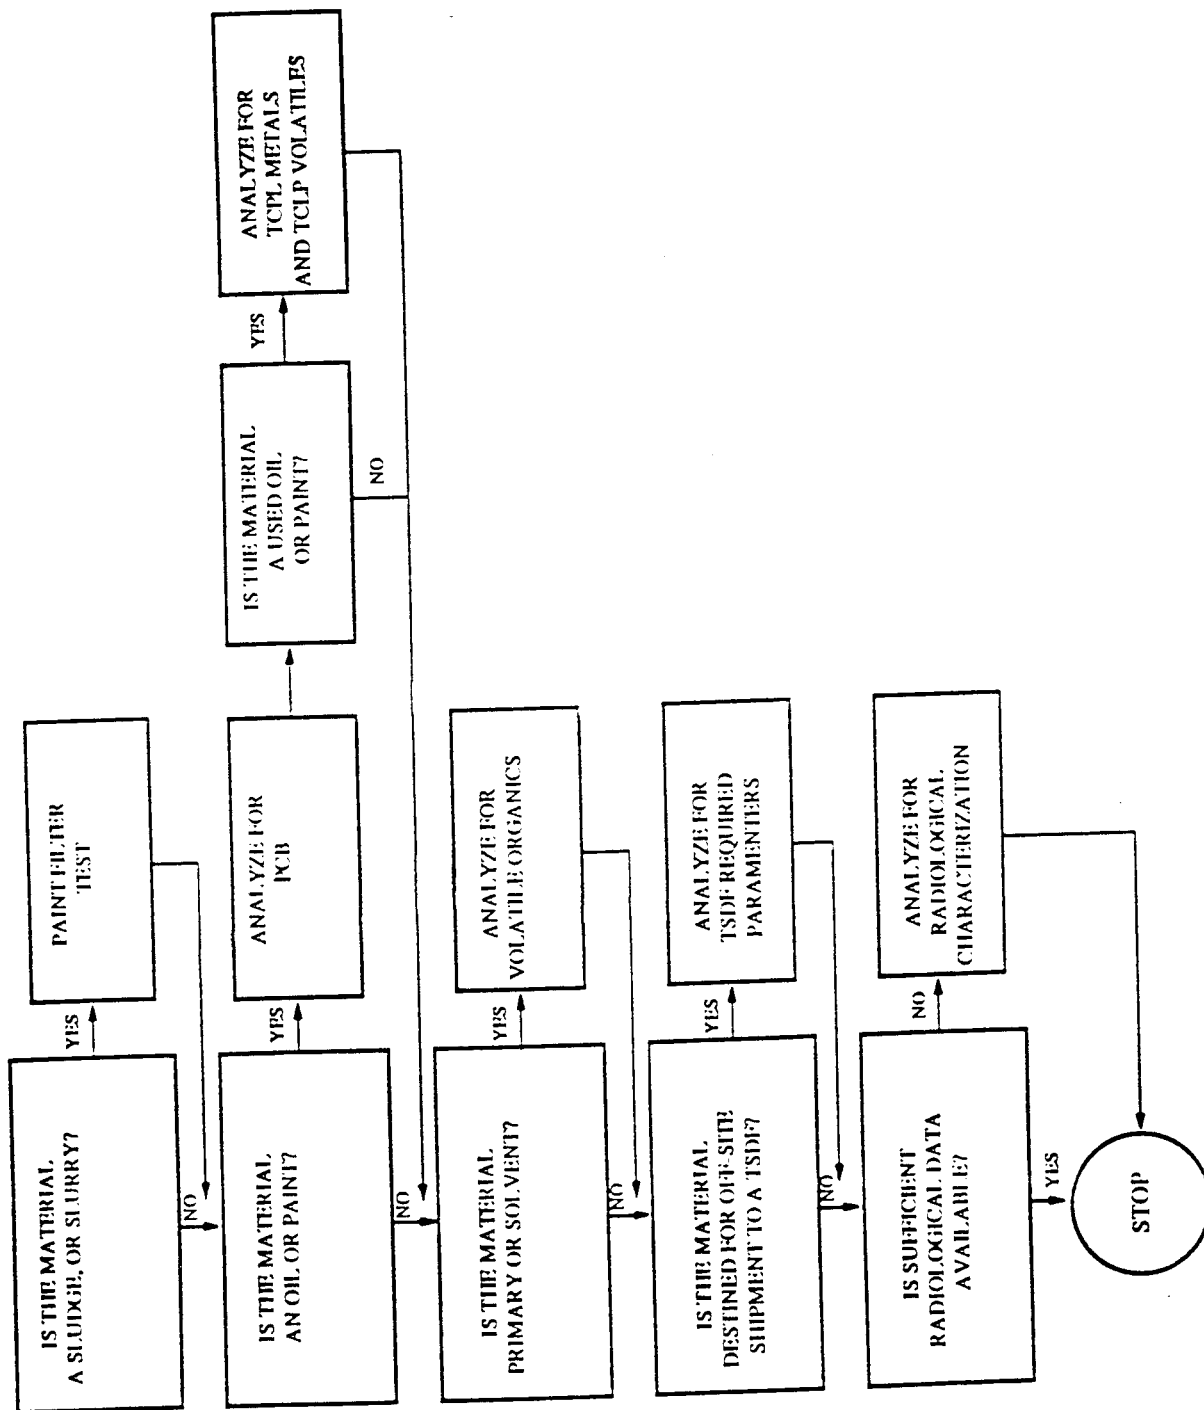 IS THE MATERIAL
A SLUDGE, OR SLURRY?
YES
PAINT FILTER
TEST
NO
IS THE MATERIAL
AN OIL OR PAINT?
YES
ANALYZE FOR
PCB
IS THE MATERIAL
A USED OIL
OR PAINT?
YES
ANALYZE FOR
TCPL METALS
AND TCLP VOLATILES
NO
NO
IS THE MATERIAL
PRIMARY OR SOLVENT?
YES
ANALYZE FOR
VOLATILE ORGANICS
NO
IS THE MATERIAL
DESTINED FOR OFF-SITE
SHIPMENT TO A TSDF?
YES
ANALYZE FOR
TSDF REQUIRED
PARAMENTERS
NO
IS SUFFICIENT
RADIOLOGICAL DATA
AVAILABLE?
NO
ANALYZE FOR
RADIOLOGICAL
CHARACTERIZATION
YES
STOP